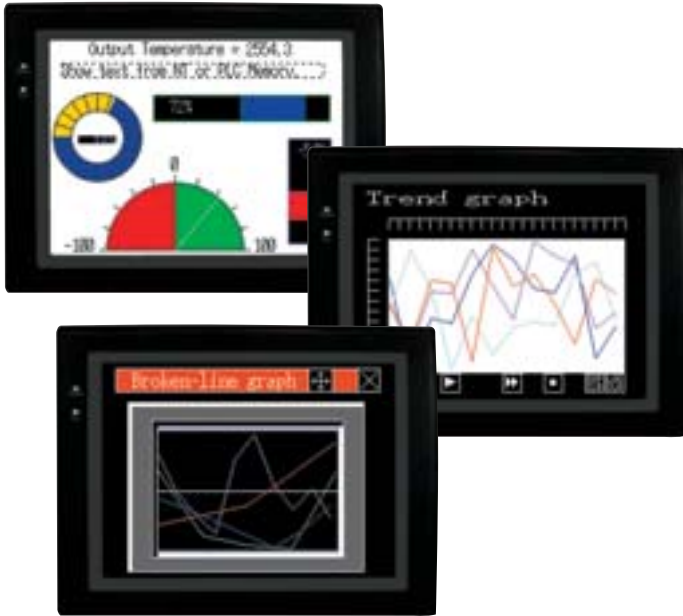 Output Temperature = 2554.3
Show text from NT or PLC Memory.
72%
0
-100
100
Trend graph
Broken-line graph